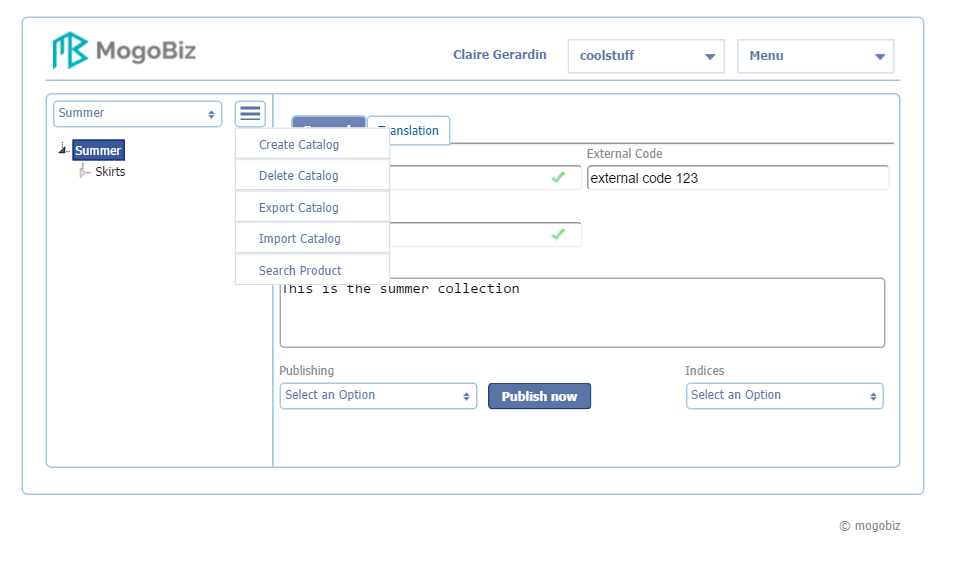 MogoBiz
Claire Gerardin
coolstuff
Menu
Summer
Translation
Summer
Skirts
Create Catalog
Delete Catalog
Export Catalog
Import Catalog
Search Product
External Code
external code 123
This is the summer collection
Publishing
Select an Option
Publish now
Indices
Select an Option
© mogobiz